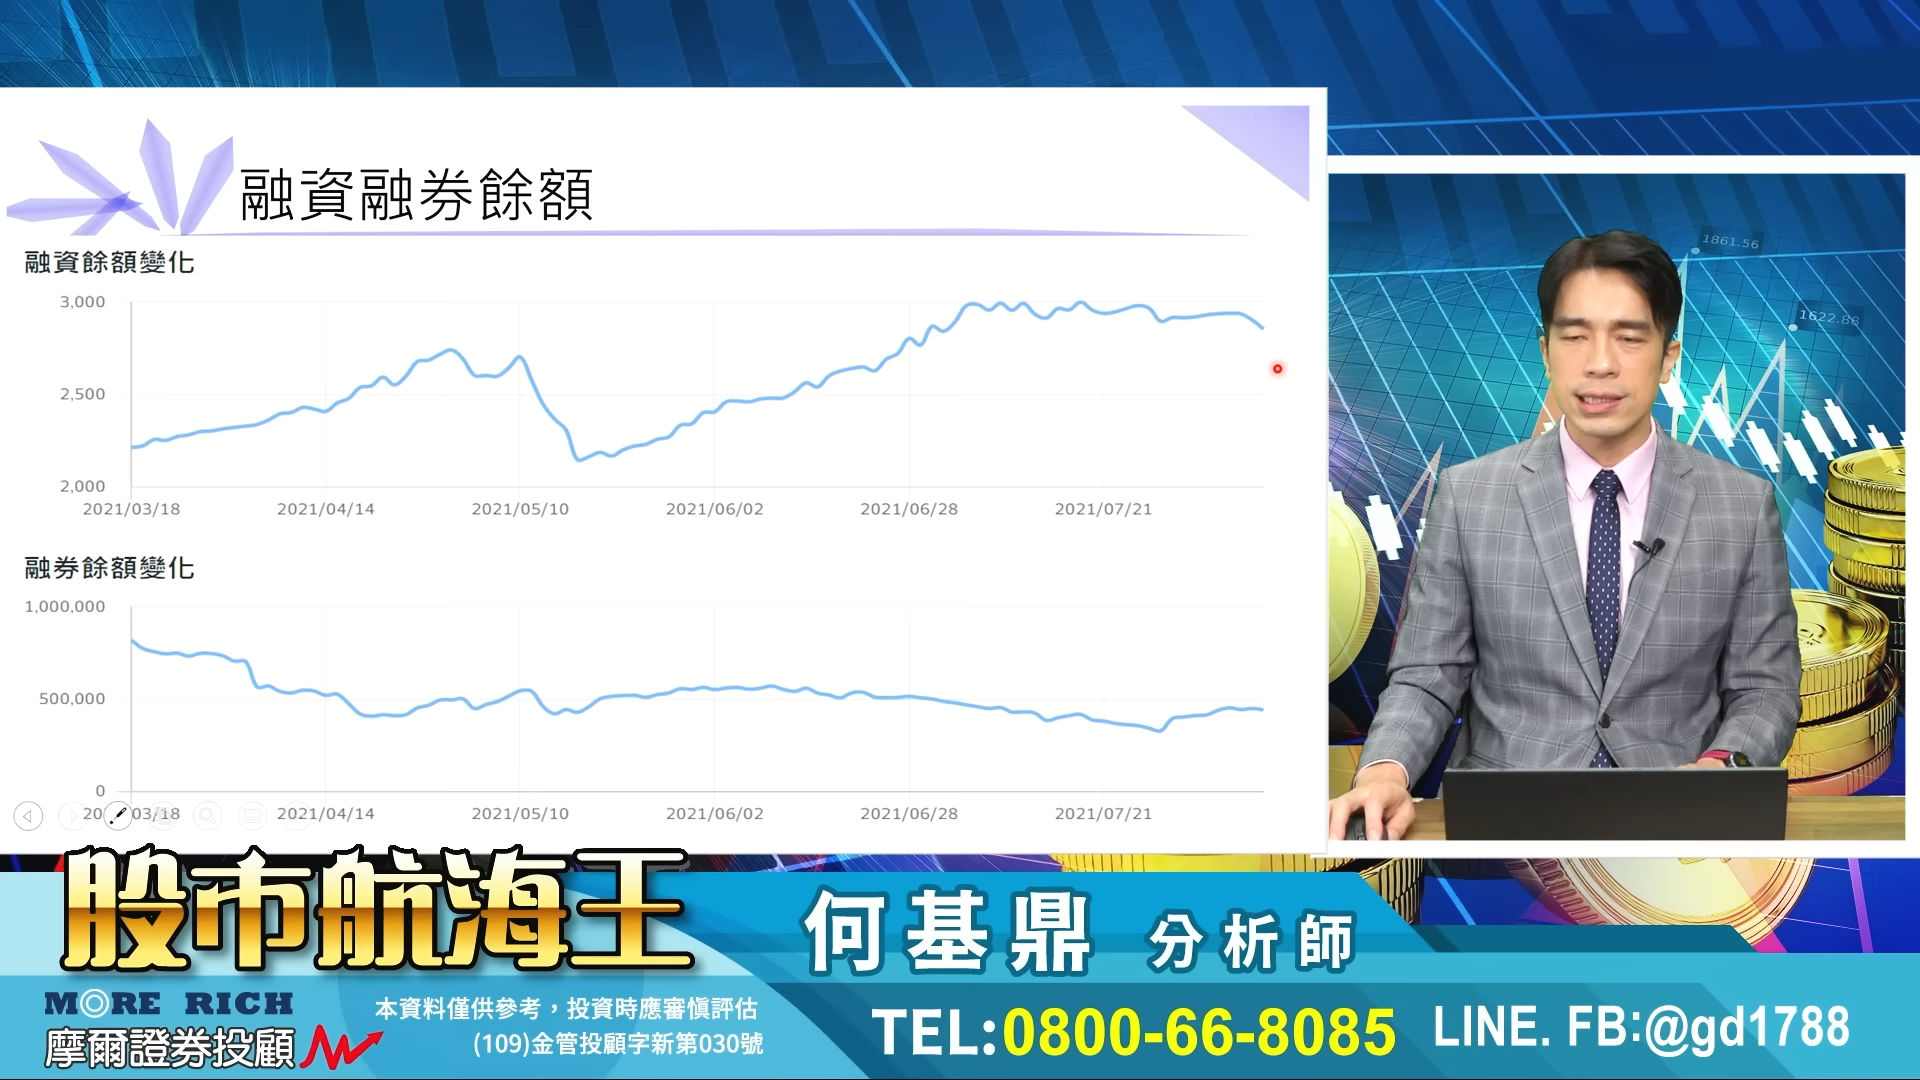 融資融券餘額
融資餘額變化
3,000
2,500
2,000
2021/03/18 2021/04/14 2021/05/10 2021/06/02 2021/06/28 2021/07/21
融券餘額變化
1,000,000
500,000
0
2021/04/14 2021/05/10 2021/06/02 2021/06/28 2021/07/21
1861.56
1622.88
股市航海王
何基鼎 分析師
MORE RICH
摩爾證券投顧
本資料僅供參考，投資時應審慎評估
(109)金管投顧字新第030號
TEL:0800-66-8085
LINE. FB:@gd1788